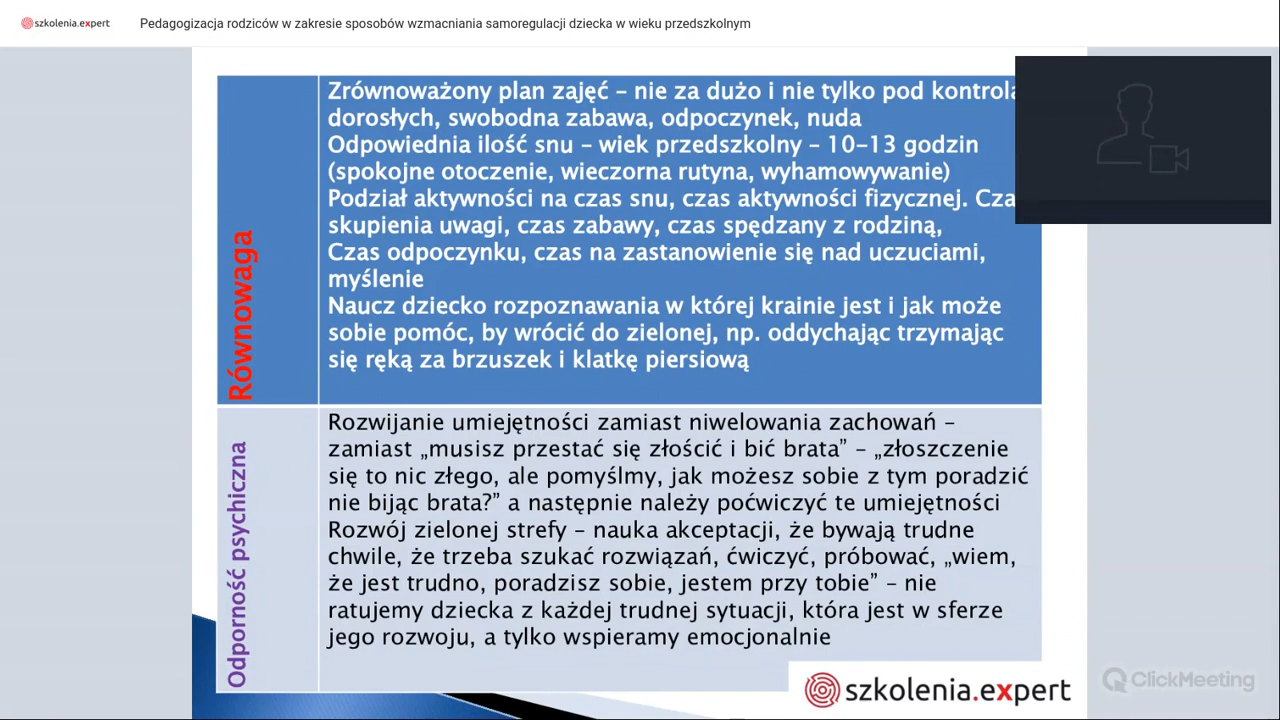 szkolenia.expert
Pedagogizacja rodziców w zakresie sposobów wzmacniania samoregulacji dziecka w wieku przedszkolnym
Równowaga
Zrównoważony plan zajęć – nie za dużo i nie tylko pod kontrolą
dorosłych, swobodna zabawa, odpoczynek, nuda
Odpowiednia ilość snu – wiek przedszkolny – 10-13 godzin
(spokojne otoczenie, wieczorna rutyna, wyhamowywanie)
Podział aktywności na czas snu, czas aktywności fizycznej. Cza
skupienia uwagi, czas zabawy, czas spędzany z rodziną,
Czas odpoczynku, czas na zastanowienie się nad uczuciami,
myślenie
Naucz dziecko rozpoznawania w której krainie jest i jak może
sobie pomóc, by wrócić do zielonej, np. oddychając trzymając
się ręką za brzuszek i klatkę piersiową
Odporność psychiczna
Rozwijanie umiejętności zamiast niwelowania zachowań –
zamiast „musisz przestać się złościć i bić brata” – „złoszczenie
się to nic złego, ale pomyślmy, jak możesz sobie z tym poradzić
nie bijąc brata?” a następnie należy poćwiczyć te umiejętności
Rozwój zielonej strefy – nauka akceptacji, że bywają trudne
chwile, że trzeba szukać rozwiązań, ćwiczyć, próbować, „wiem,
że jest trudno, poradzisz sobie, jestem przy tobie” – nie
ratujemy dziecka z każdej trudnej sytuacji, która jest w sferze
jego rozwoju, a tylko wspieramy emocjonalnie
szkolenia.expert
ClickMeeting